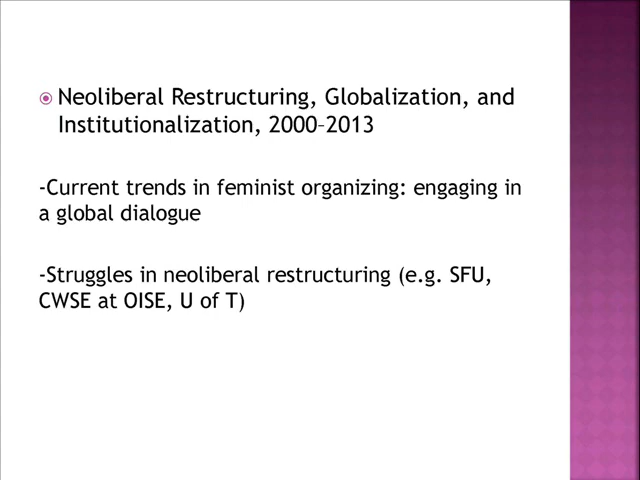 Neoliberal Restructuring, Globalization, and
Institutionalization, 2000–2013
-Current trends in feminist organizing: engaging in
a global dialogue
-Struggles in neoliberal restructuring (e.g. SFU,
CWSE at OISE, U of T)